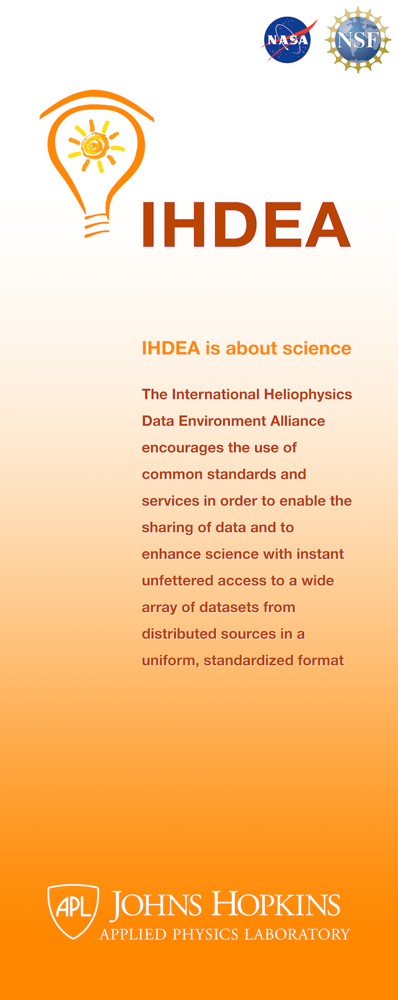 NASA
NSF
IHDEA
IHDEA is about science
The International Heliophysics
Data Environment Alliance
encourages the use of
common standards and
services in order to enable the
sharing of data and to
enhance science with instant
unfettered access to a wide
array of datasets from
distributed sources in a
uniform, standardized format
APL
JOHNS HOPKINS
APPLIED PHYSICS LABORATORY